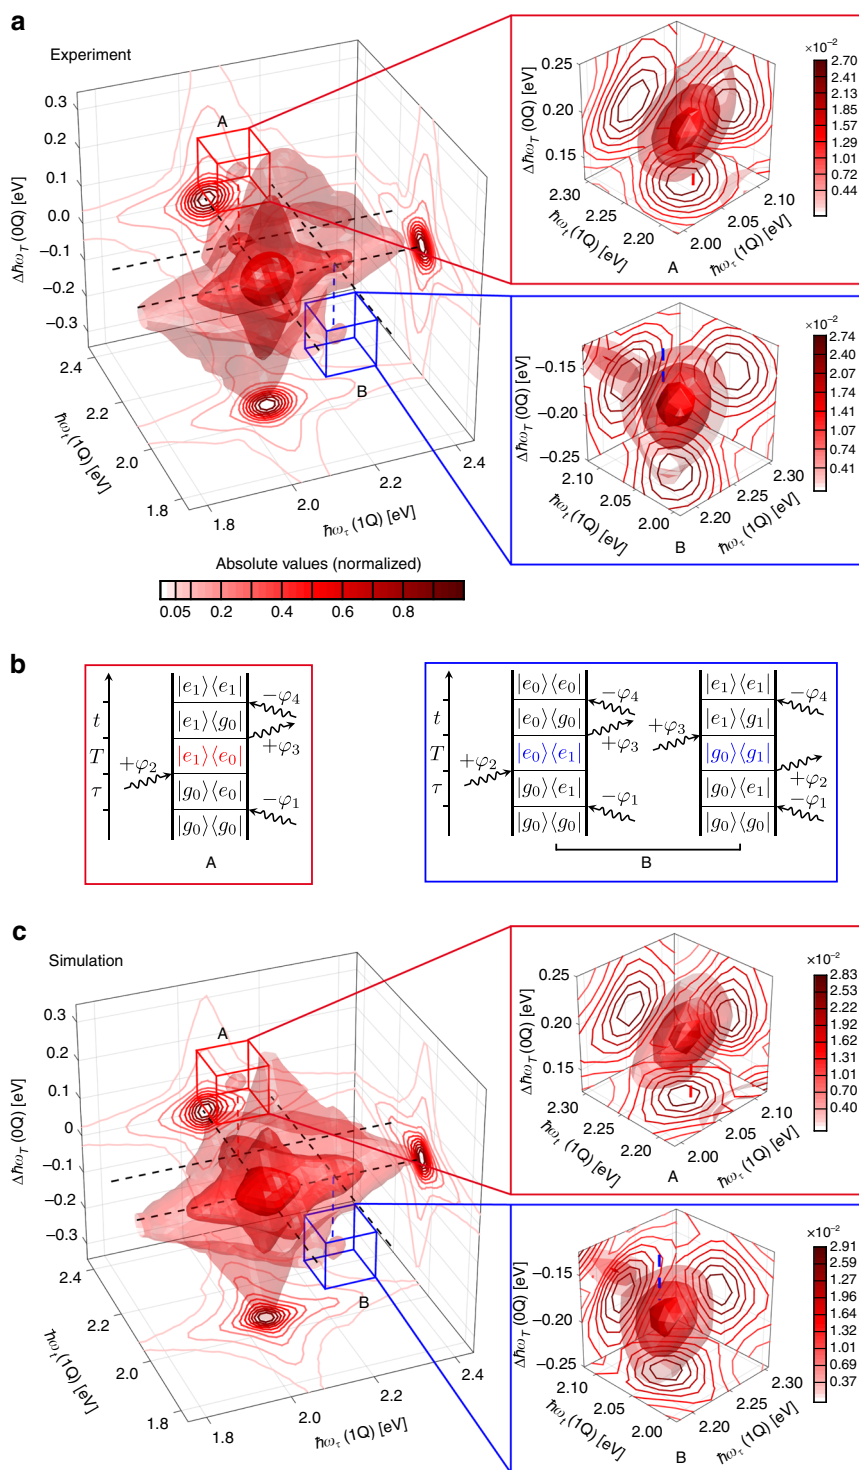 a
Experiment
A
B
Δħω_T (0Q) [eV]
0.3
0.2
0.1
0.0
−0.1
−0.2
−0.3
2.4
2.2
2.0
1.8
ħω_t (1Q) [eV]
1.8
2.0
2.2
2.4
ħω_τ (1Q) [eV]
Absolute values (normalized)
0.05 0.2 0.4 0.6 0.8
Δħω_T (0Q) [eV]
0.25
0.20
0.15
2.30
2.25
2.20
ħω_t (1Q) [eV]
2.00
2.05
2.10
ħω_τ (1Q) [eV]
A
×10⁻²
2.70
2.41
2.13
1.85
1.57
1.29
1.01
0.72
0.44
Δħω_T (0Q) [eV]
−0.15
−0.20
−0.25
2.10
2.05
2.00
ħω_t (1Q) [eV]
2.20
2.25
2.30
ħω_τ (1Q) [eV]
B
×10⁻²
2.74
2.40
2.07
1.74
1.41
1.07
0.74
0.41
b
t
T
τ
|e₁⟩⟨e₁|
|e₁⟩⟨g₀|
|e₁⟩⟨e₀|
|g₀⟩⟨e₀|
|g₀⟩⟨g₀|
−φ₄
+φ₃
+φ₂
−φ₁
A
t
T
τ
|e₀⟩⟨e₀|
|e₀⟩⟨g₀|
|e₀⟩⟨e₁|
|g₀⟩⟨e₁|
|g₀⟩⟨g₀|
−φ₄
+φ₃
+φ₂
−φ₁
|e₁⟩⟨e₁|
|e₁⟩⟨g₁|
|g₀⟩⟨g₁|
|g₀⟩⟨e₁|
|g₀⟩⟨g₀|
−φ₄
+φ₃
+φ₂
−φ₁
B
c
Simulation
A
B
Δħω_T (0Q) [eV]
0.3
0.2
0.1
0
−0.1
−0.2
−0.3
2.4
2.2
2.0
1.8
ħω_t (1Q) [eV]
1.8
2.0
2.2
2.4
ħω_τ (1Q) [eV]
Δħω_T (0Q) [eV]
0.25
0.20
0.15
2.30
2.25
2.20
ħω_t (1Q) [eV]
2.00
2.05
2.10
ħω_τ (1Q) [eV]
A
×10⁻²
2.83
2.53
2.22
1.92
1.62
1.31
1.01
0.70
0.40
Δħω_T (0Q) [eV]
−0.15
−0.20
−0.25
2.10
2.05
2.00
ħω_t (1Q) [eV]
2.20
2.25
2.30
ħω_τ (1Q) [eV]
B
×10⁻²
2.91
2.59
1.27
1.96
1.64
1.32
1.01
0.69
0.37